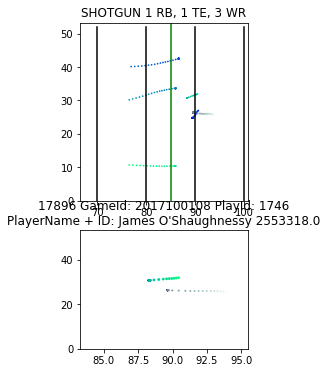 SHOTGUN 1 RB, 1 TE, 3 WR
50
40
30
20
10
0
70 80 90 100
17896 GameId: 2017100108 PlayId: 1746
PlayerName + ID: James O'Shaughnessy 2553318.0
40
20
0
85.0 87.5 90.0 92.5 95.0